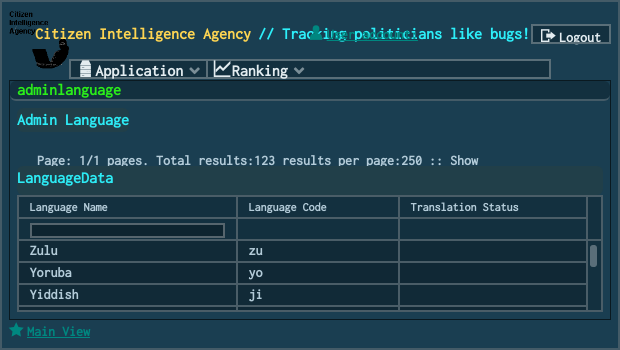 Citizen
Intelligence
Agency
Citizen Intelligence Agency // Tracking politicians like bugs!
Logout
Application
Ranking
adminlanguage
Admin Language
Page: 1/1 pages. Total results:123 results per page:250 :: Show
LanguageData
Language Name Language Code Translation Status
Zulu zu
Yoruba yo
Yiddish ji
Main View